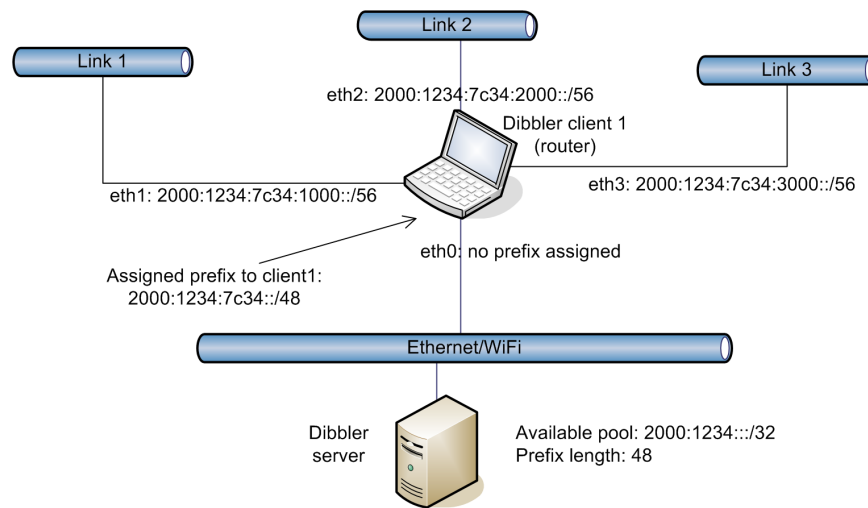 Link 2
Link 1
Link 3
eth2: 2000:1234:7c34:2000::/56
Dibbler client 1
(router)
eth1: 2000:1234:7c34:1000::/56
eth3: 2000:1234:7c34:3000::/56
eth0: no prefix assigned
Assigned prefix to client1:
2000:1234:7c34::/48
Ethernet/WiFi
Dibbler
server
Available pool: 2000:1234:::/32
Prefix length: 48